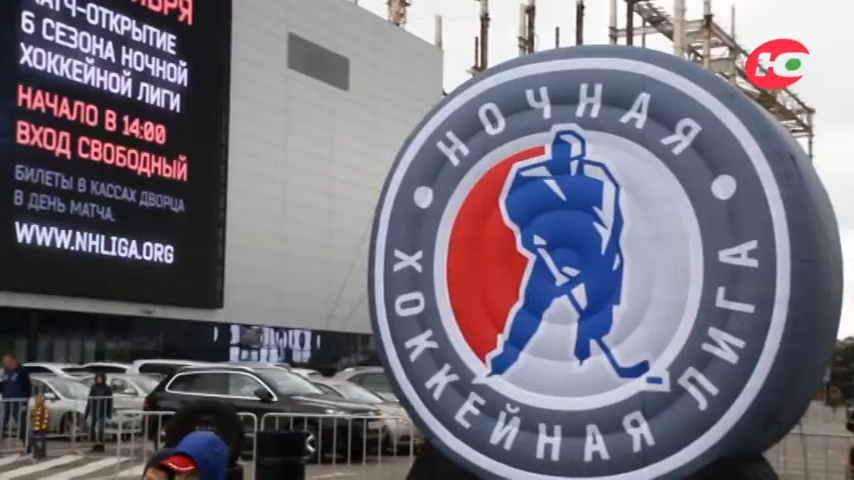 МАТЧ-ОТКРЫТИЕ
6 СЕЗОНА НОЧНОЙ
ХОККЕЙНОЙ ЛИГИ
НАЧАЛО В 14:00
ВХОД СВОБОДНЫЙ
БИЛЕТЫ В КАССАХ ДВОРЦА
В ДЕНЬ МАТЧА.
WWW.NHLIGA.ORG
НОЧНАЯ
ХОККЕЙНАЯ ЛИГА
Ю